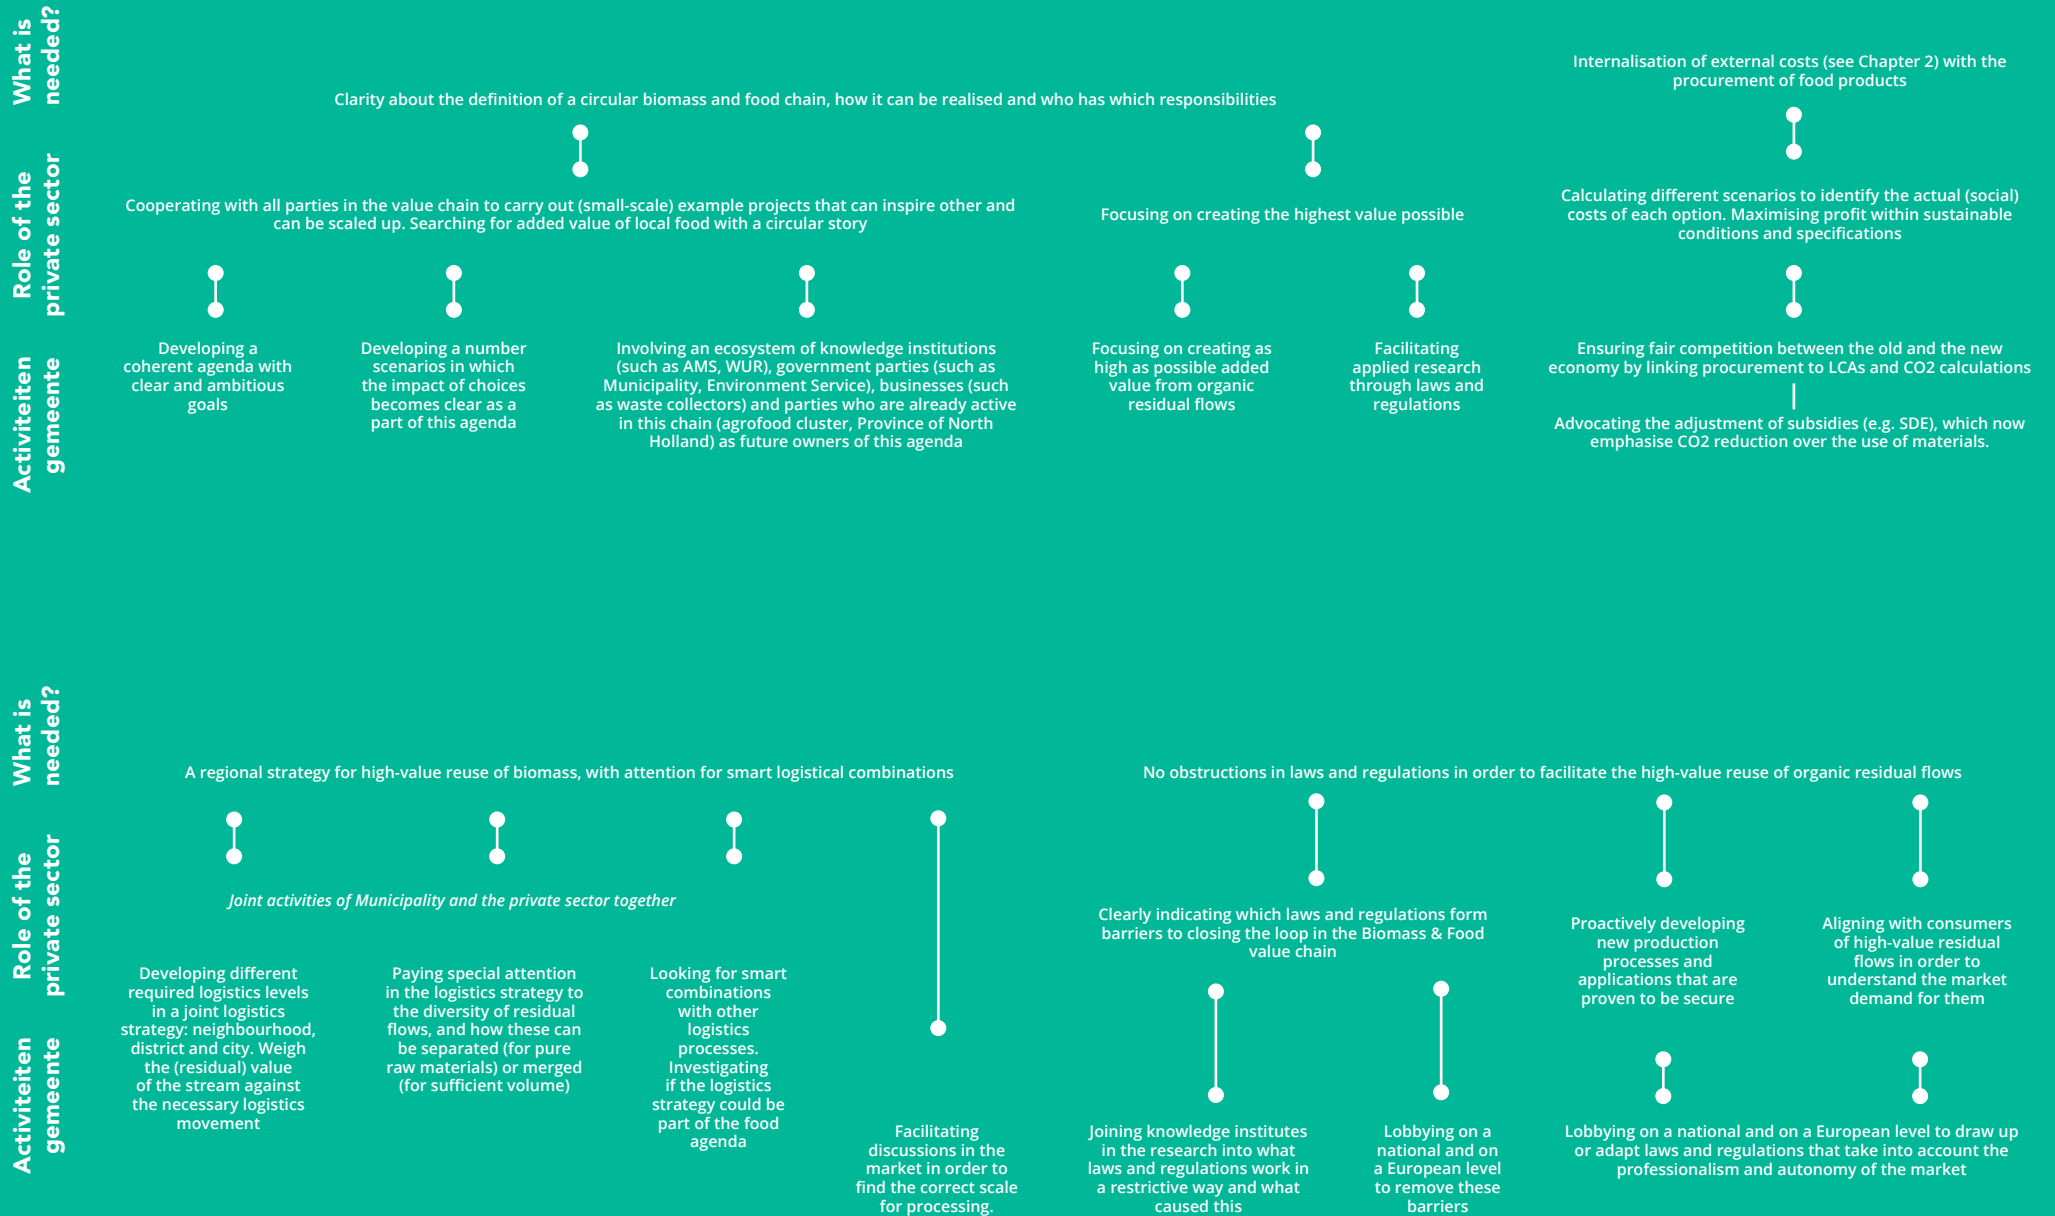 What is
needed?
Clarity about the definition of a circular biomass and food chain, how it can be realised and who has which responsibilities
Internalisation of external costs (see Chapter 2) with the
procurement of food products
Role of the
private sector
Cooperating with all parties in the value chain to carry out (small-scale) example projects that can inspire other and
can be scaled up. Searching for added value of local food with a circular story
Focusing on creating the highest value possible
Calculating different scenarios to identify the actual (social)
costs of each option. Maximising profit within sustainable
conditions and specifications
Activiteiten
gemeente
Developing a
coherent agenda with
clear and ambitious
goals
Developing a number
scenarios in which
the impact of choices
becomes clear as a
part of this agenda
Involving an ecosystem of knowledge institutions
(such as AMS, WUR), government parties (such as
Municipality, Environment Service), businesses (such
as waste collectors) and parties who are already active
in this chain (agrofood cluster, Province of North
Holland) as future owners of this agenda
Focusing on creating as
high as possible added
value from organic
residual flows
Facilitating
applied research
through laws and
regulations
Ensuring fair competition between the old and the new
economy by linking procurement to LCAs and CO2 calculations
Advocating the adjustment of subsidies (e.g. SDE), which now
emphasise CO2 reduction over the use of materials.
What is
needed?
A regional strategy for high-value reuse of biomass, with attention for smart logistical combinations
No obstructions in laws and regulations in order to facilitate the high-value reuse of organic residual flows
Role of the
private sector
Joint activities of Municipality and the private sector together
Clearly indicating which laws and regulations form
barriers to closing the loop in the Biomass & Food
value chain
Proactively developing
new production
processes and
applications that are
proven to be secure
Aligning with consumers
of high-value residual
flows in order to
understand the market
demand for them
Activiteiten
gemeente
Developing different
required logistics levels
in a joint logistics
strategy: neighbourhood,
district and city. Weigh
the (residual) value
of the stream against
the necessary logistics
movement
Paying special attention
in the logistics strategy to
the diversity of residual
flows, and how these can
be separated (for pure
raw materials) or merged
(for sufficient volume)
Looking for smart
combinations
with other
logistics
processes.
Investigating
if the logistics
strategy could be
part of the food
agenda
Facilitating
discussions in the
market in order to
find the correct scale
for processing.
Joining knowledge institutes
in the research into what
laws and regulations work in
a restrictive way and what
caused this
Lobbying on a
national and on
a European level
to remove these
barriers
Lobbying on a national and on a European level to draw up
or adapt laws and regulations that take into account the
professionalism and autonomy of the market